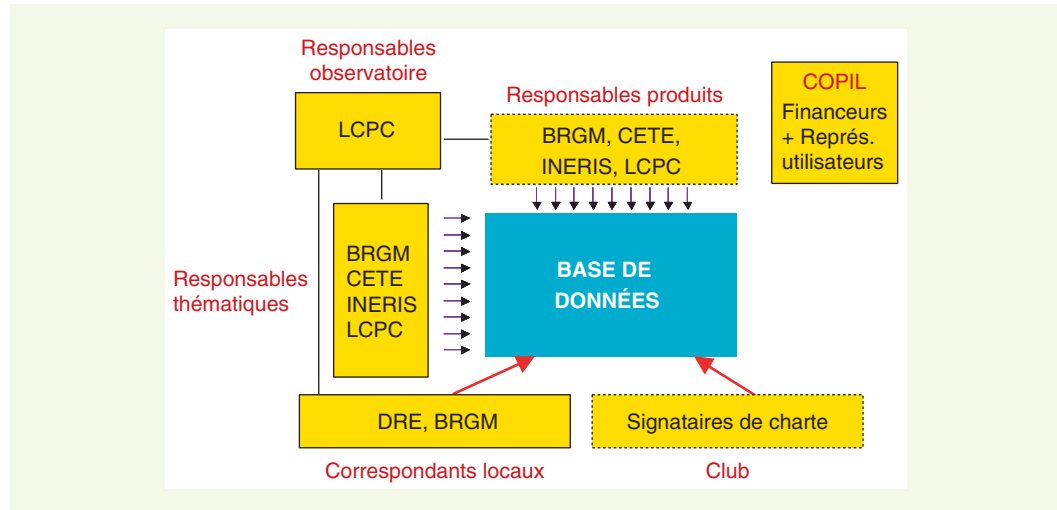 Responsables
observatoire
LCPC
Responsables produits
BRGM, CETE,
INERIS, LCPC
COPIL
Financeurs
+ Représ.
utilisateurs
Responsables
thématiques
BRGM
CETE
INERIS
LCPC
BASE DE
DONNÉES
DRE, BRGM
Correspondants locaux
Signataires de charte
Club